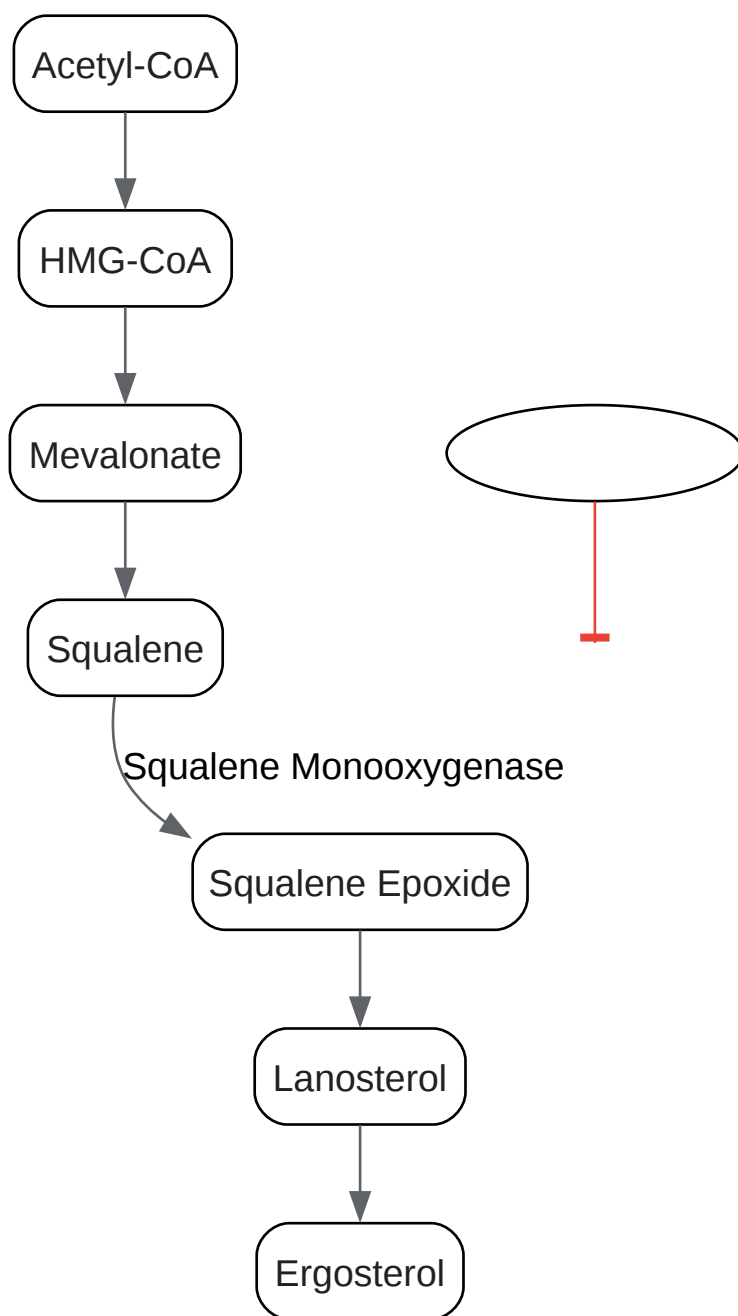 Acetyl-CoA
HMG-CoA
Mevalonate
Squalene
Squalene Monooxygenase
Squalene Epoxide
Lanosterol
Ergosterol